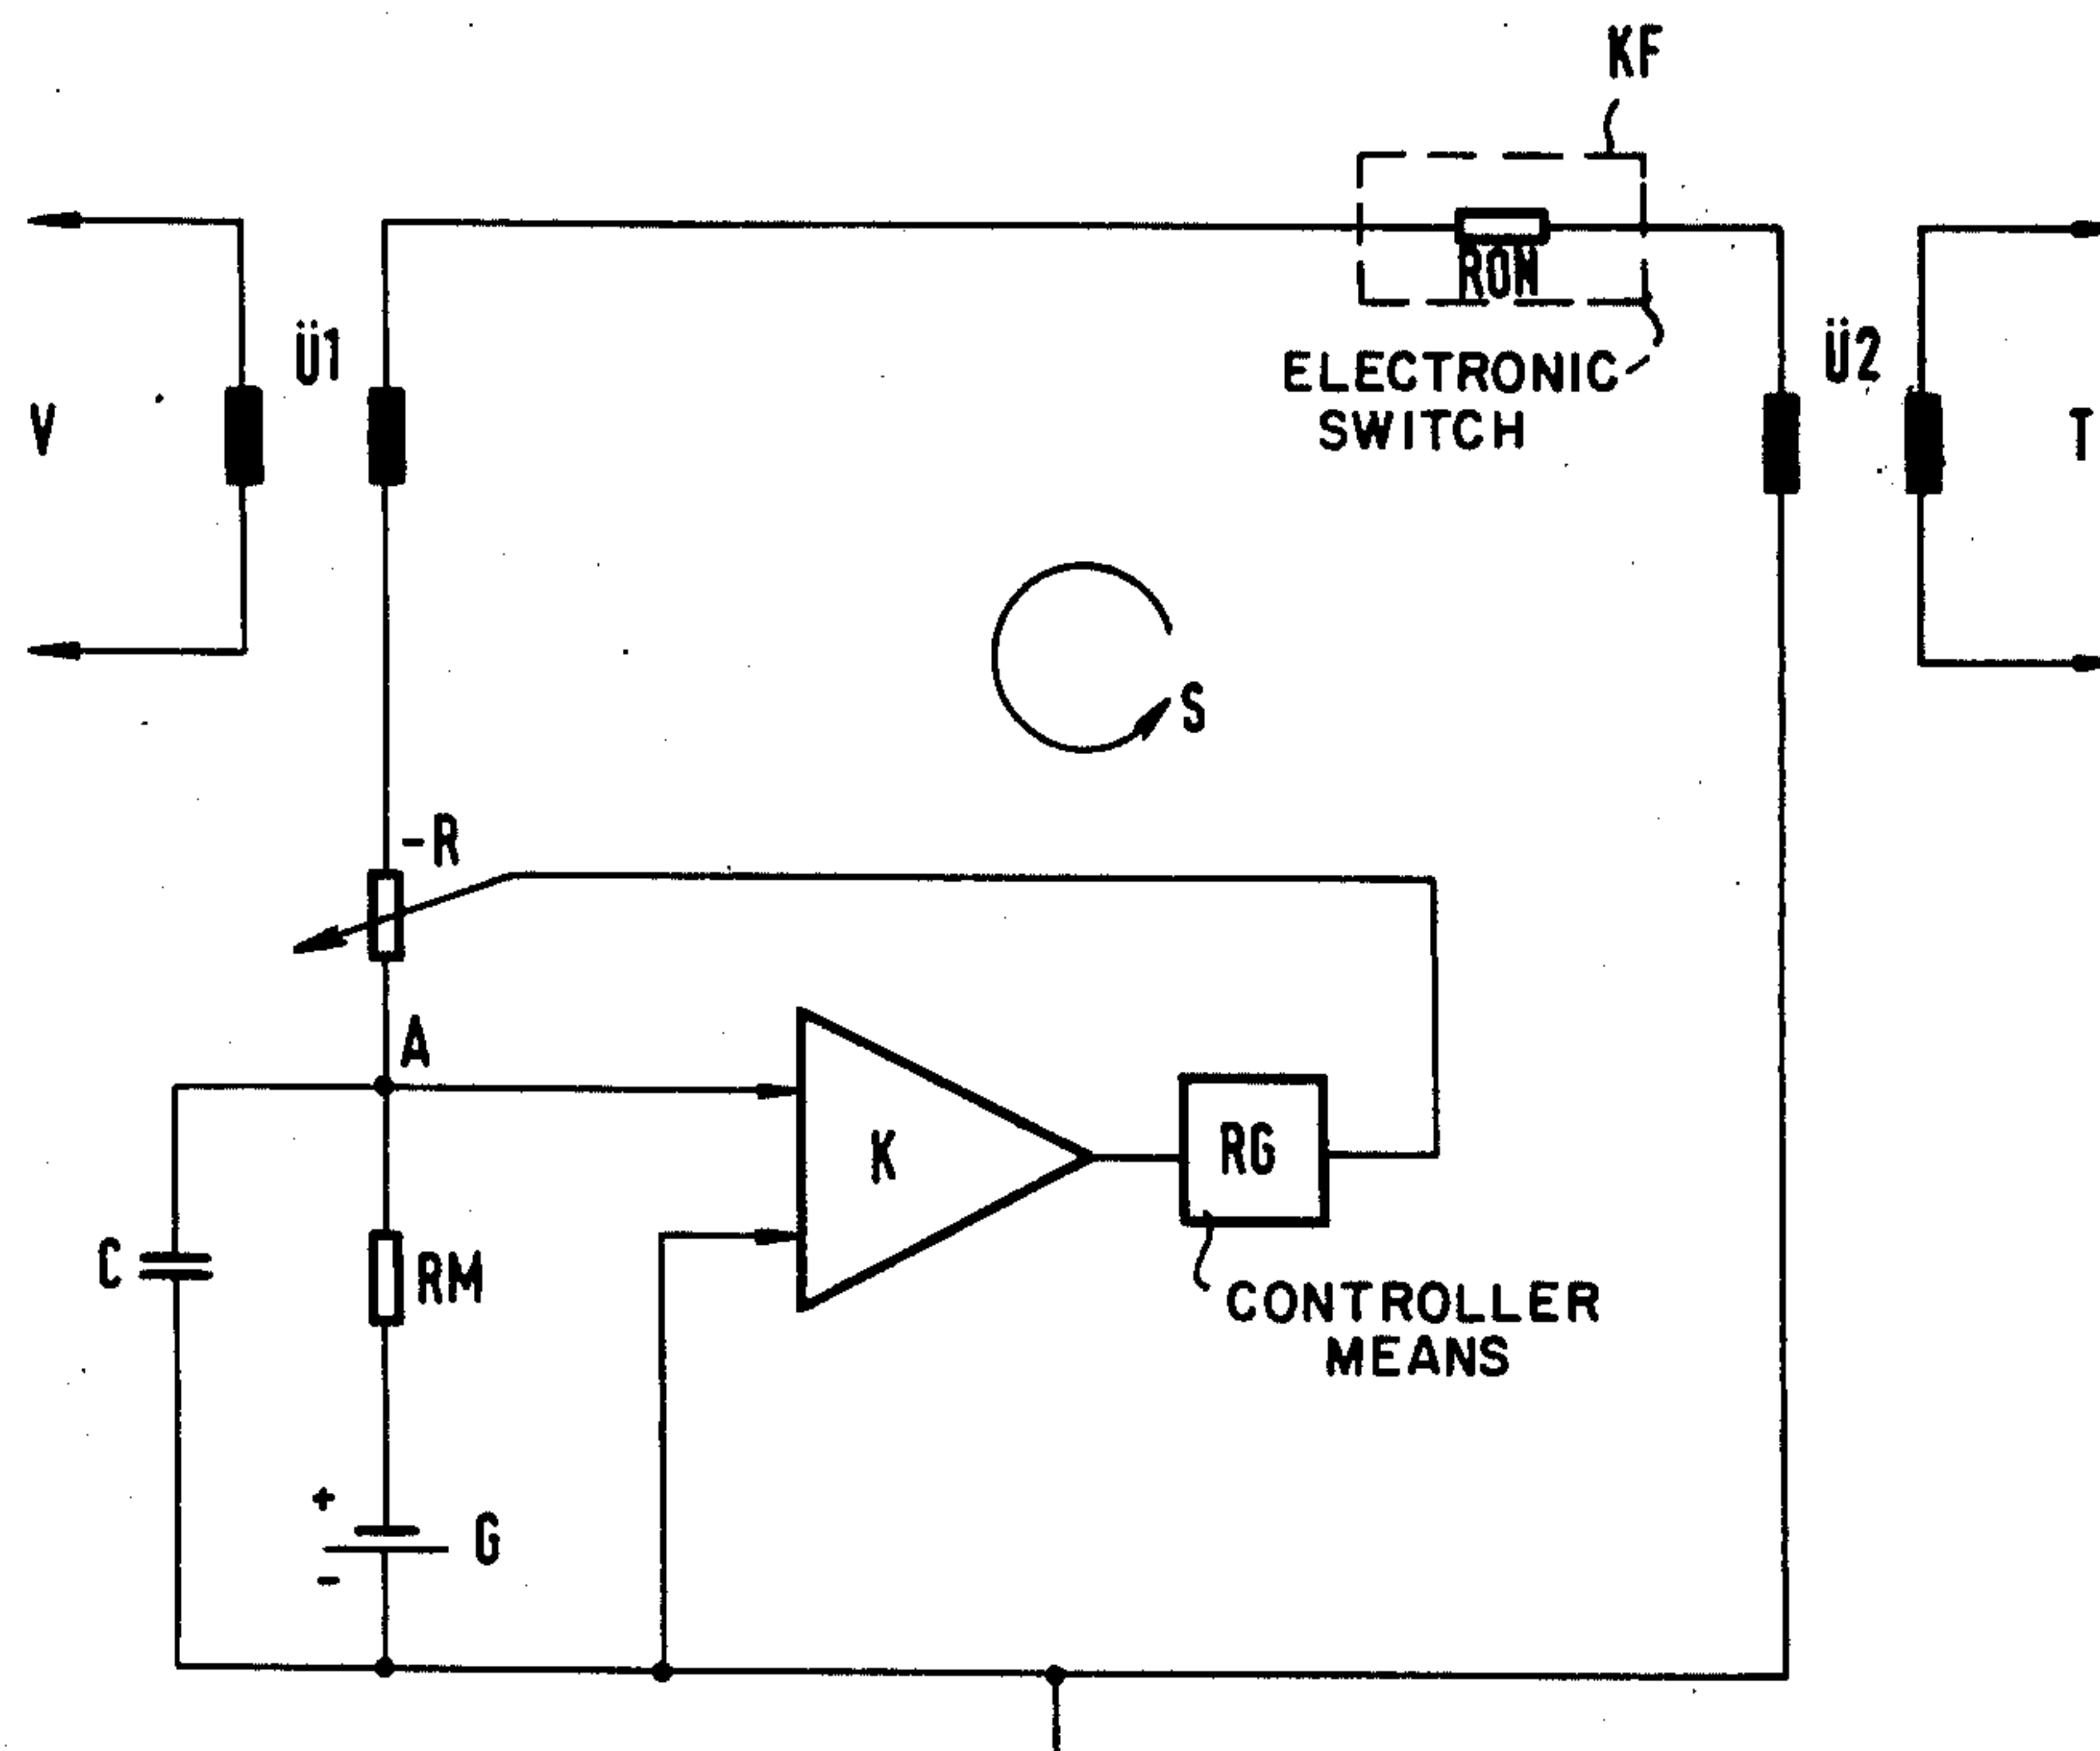 KF
RON
ELECTRONIC
SWITCH
Ü1
Ü2
V
T
S
-R
A
K
RG
C
RM
CONTROLLER
MEANS
+
G
-